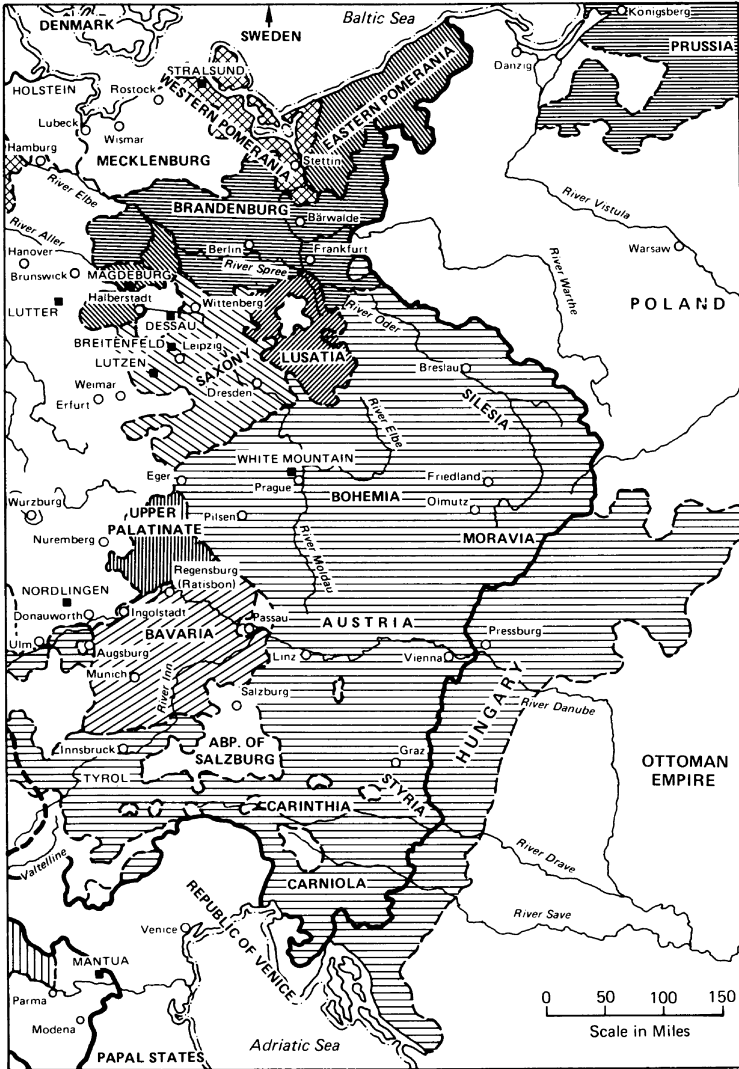 DENMARK
Baltic Sea
SWEDEN
Königsberg
PRUSSIA
Danzig
STRALSUND
HOLSTEIN
Rostock
WESTERN POMERANIA
EASTERN POMERANIA
Lubeck
Wismar
Hamburg
MECKLENBURG
Stettin
River Elbe
River Vistula
BRANDENBURG
Bärwalde
River Aller
Berlin
Frankfurt
Warsaw
Hanover
River Spree
Brunswick
MAGDEBURG
River Warthe
Halberstadt
Wittenberg
POLAND
LUTTER
DESSAU
River Oder
BREITENFELD
Leipzig
LUTZEN
SAXONY
LUSATIA
Breslau
Weimar
Dresden
Erfurt
SILESIA
River Elbe
WHITE MOUNTAIN
Eger
Prague
BOHEMIA
Friedland
Wurzburg
UPPER
PALATINATE
Pilsen
Olmutz
Nuremberg
MORAVIA
River Moldau
Regensburg
(Ratisbon)
NORDLINGEN
Donauworth
Ingolstadt
Passau
AUSTRIA
BAVARIA
Pressburg
Ulm
Augsburg
Linz
Vienna
Munich
River Inn
HUNGARY
Salzburg
River Danube
Innsbruck
ABP. OF
SALZBURG
Graz
OTTOMAN
EMPIRE
TYROL
STYRIA
CARINTHIA
Valtelline
River Drave
CARNIOLA
River Save
Venice
REPUBLIC OF VENICE
MANTUA
Parma
0 50 100 150
Scale in Miles
Modena
Adriatic Sea
PAPAL STATES